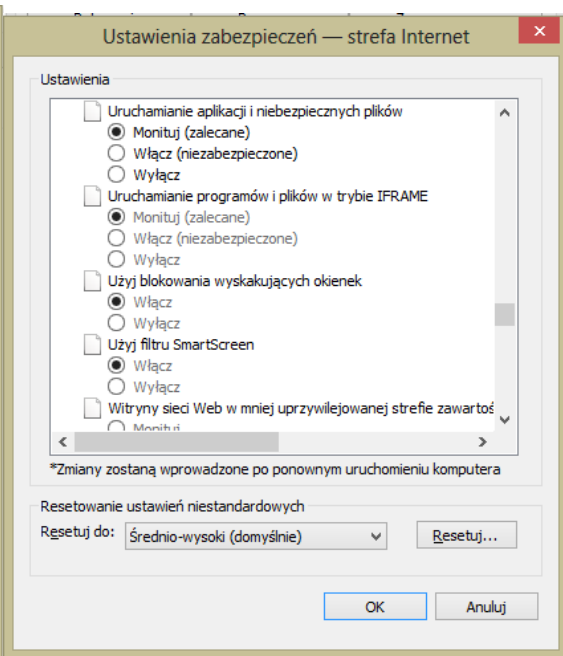 Ustawienia zabezpieczeń — strefa Internet
Ustawienia
Uruchamianie aplikacji i niebezpiecznych plików
Monituj (zalecane)
Włącz (niezabezpieczone)
Wyłącz
Uruchamianie programów i plików w trybie IFRAME
Monituj (zalecane)
Włącz (niezabezpieczone)
Wyłącz
Użyj blokowania wyskakujących okienek
Włącz
Wyłącz
Użyj filtru SmartScreen
Włącz
Wyłącz
Witryny sieci Web w mniej uprzywilejowanej strefie zawartoś
Monituj
*Zmiany zostaną wprowadzone po ponownym uruchomieniu komputera
Resetowanie ustawień niestandardowych
Resetuj do: Średnio-wysoki (domyślnie) Resetuj...
OK Anuluj